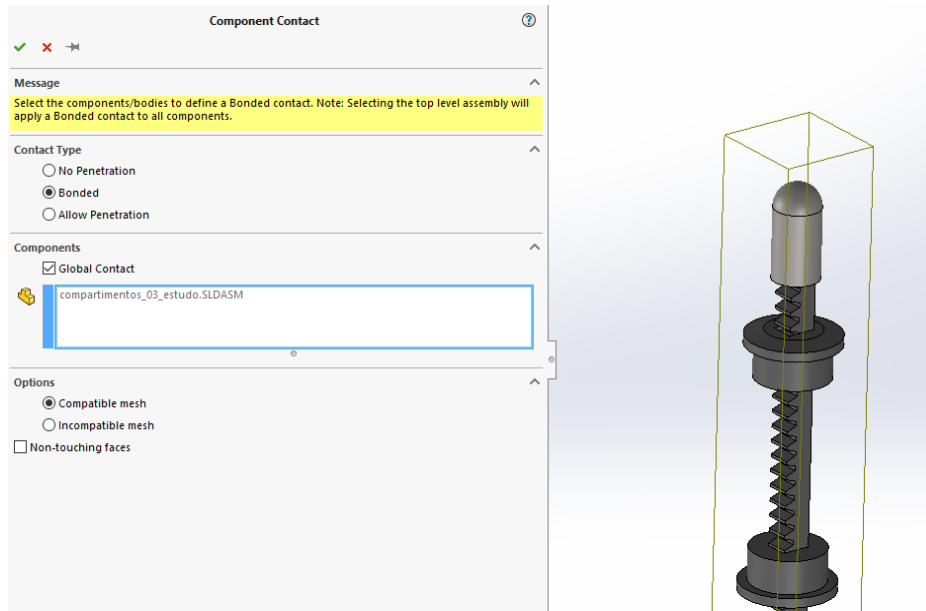 Component Contact
Message
Select the components/bodies to define a Bonded contact. Note: Selecting the top level assembly will
apply a Bonded contact to all components.
Contact Type
No Penetration
Bonded
Allow Penetration
Components
Global Contact
compartimentos_03_estudo.SLDASM
Options
Compatible mesh
Incompatible mesh
Non-touching faces